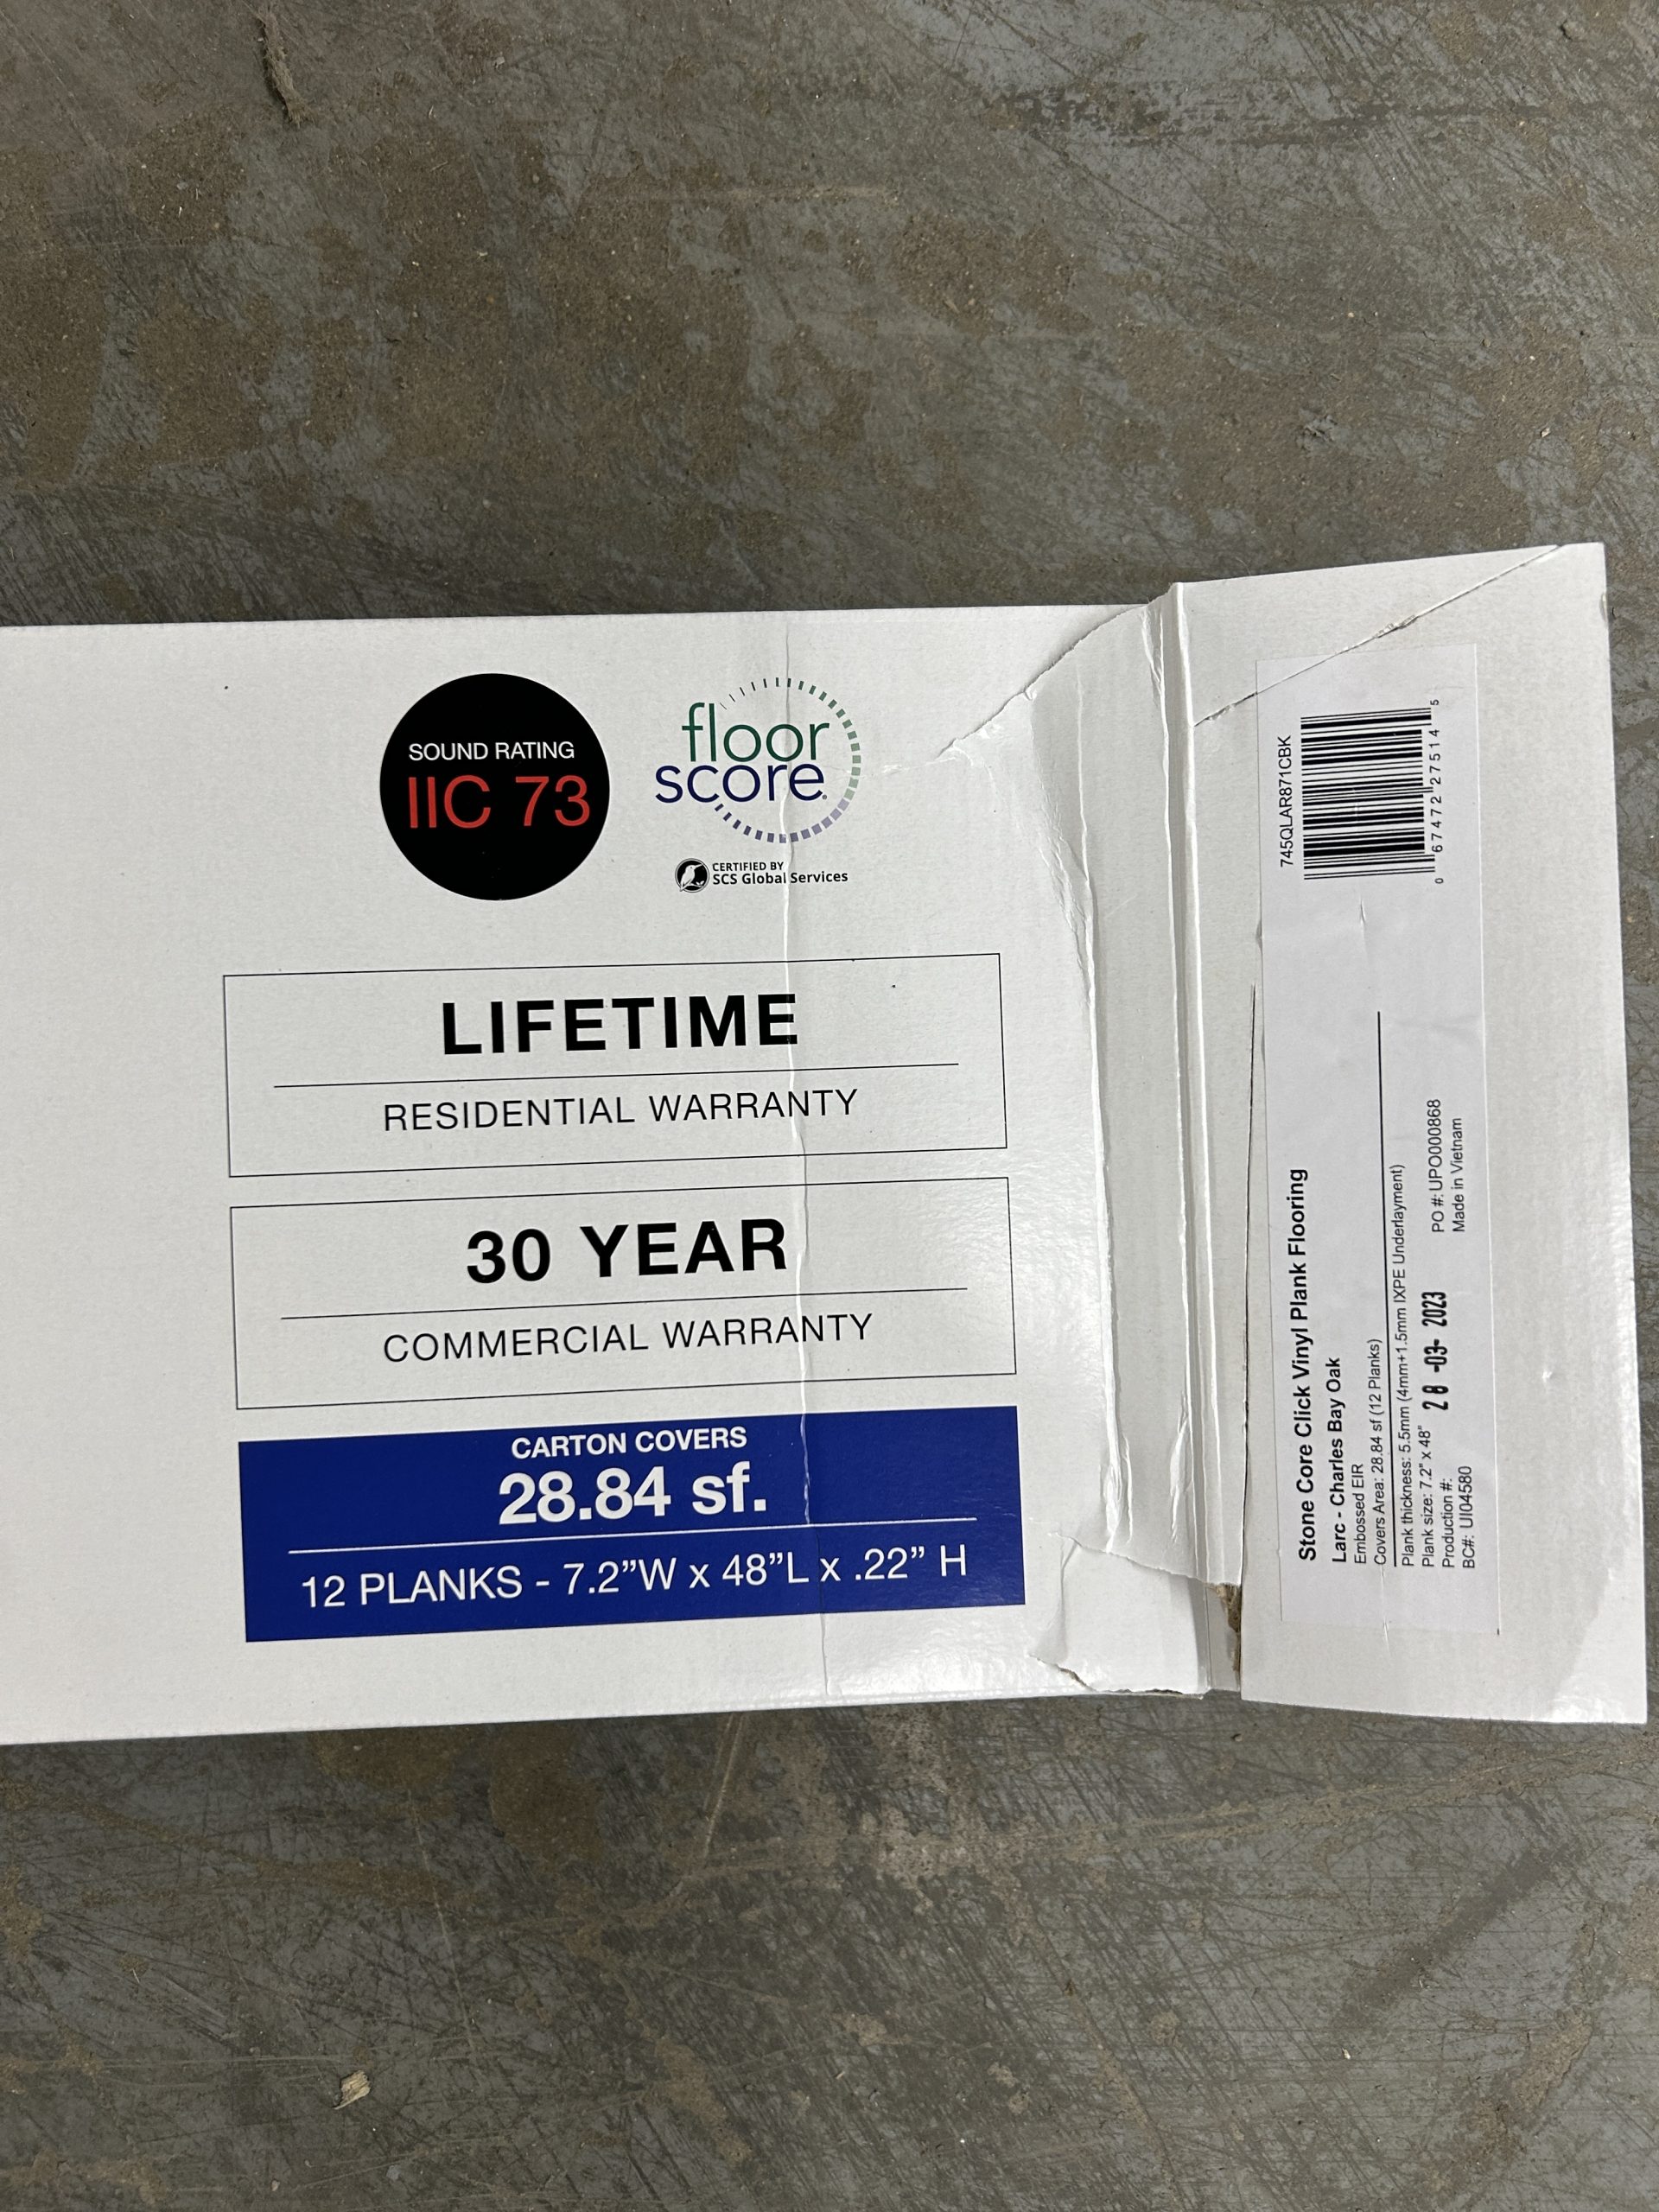 SOUND RATING
IIC 73
floor
score®
CERTIFIED BY
SCS Global Services
LIFETIME
RESIDENTIAL WARRANTY
30 YEAR
COMMERCIAL WARRANTY
CARTON COVERS
28.84 sf.
12 PLANKS - 7.2”W x 48”L x .22” H
Stone Core Click Vinyl Plank Flooring
Larc - Charles Bay Oak
Embossed EIR
Covers Area: 28.84 sf (12 Planks)
Plank thickness: 5.5mm (4mm+1.5mm IXPE Underlayment)
Plank size: 7.2" x 48"
Production #: 28-03-2023
PO #: UPO000868
BC#: UI04580
Made in Vietnam
745QLAR871CBK
0 67472 27514 5